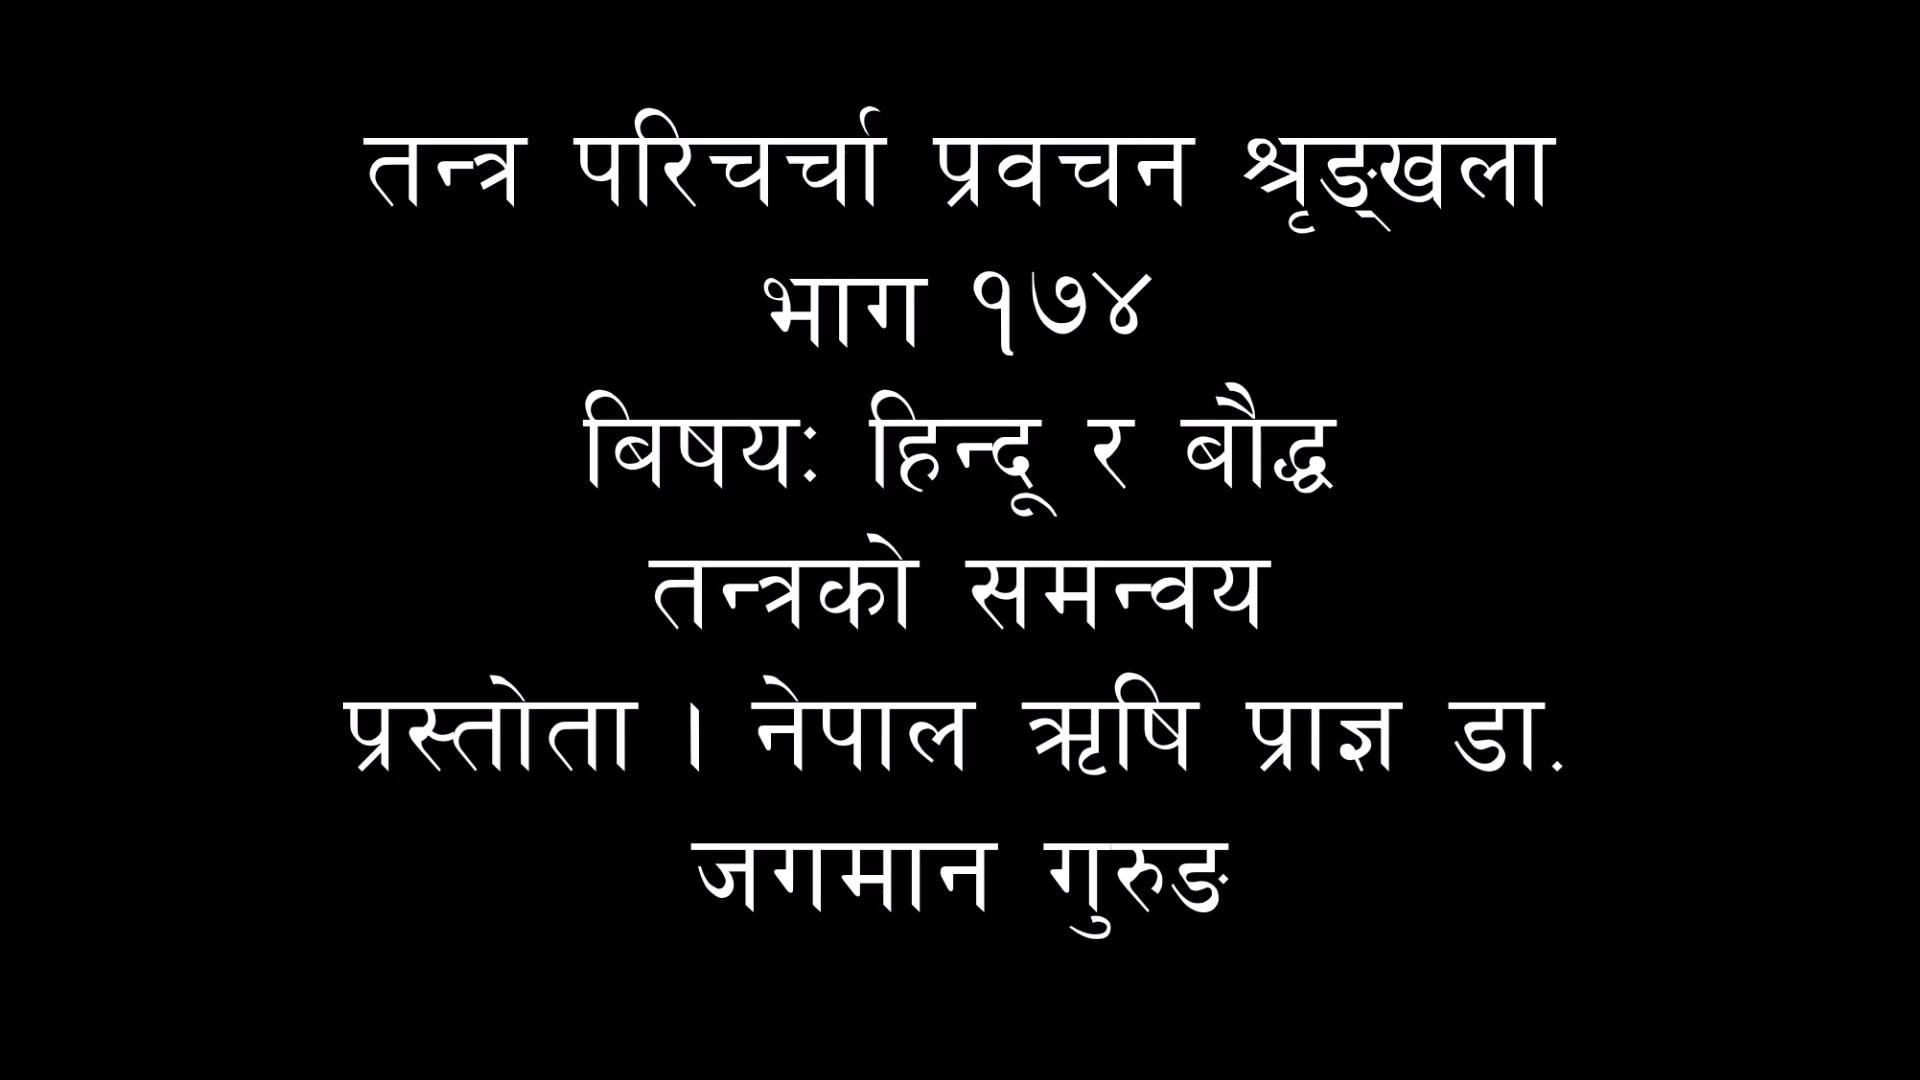 तन्त्र परिचर्चा प्रवचन श्रृङ्खला
भाग १७४
बिषयः हिन्दू र बौद्ध
तन्त्रको समन्वय
प्रस्तोता । नेपाल ऋषि प्राज्ञ डा.
जगमान गुरुङ